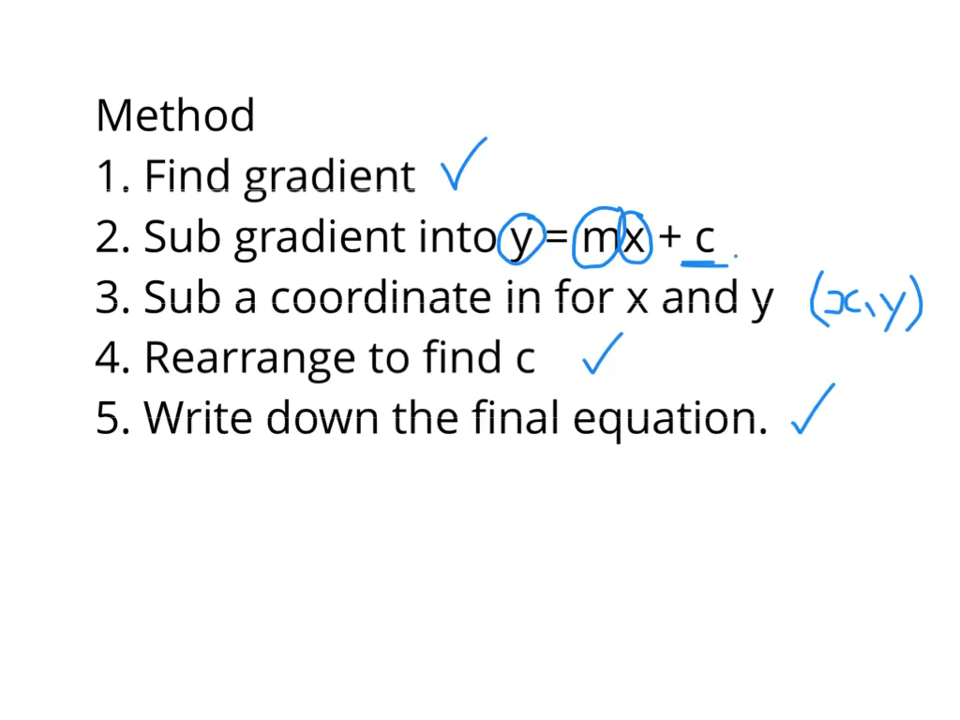 Method
1. Find gradient
2. Sub gradient into y = mx + c
3. Sub a coordinate in for x and y (x, y)
4. Rearrange to find c
5. Write down the final equation.